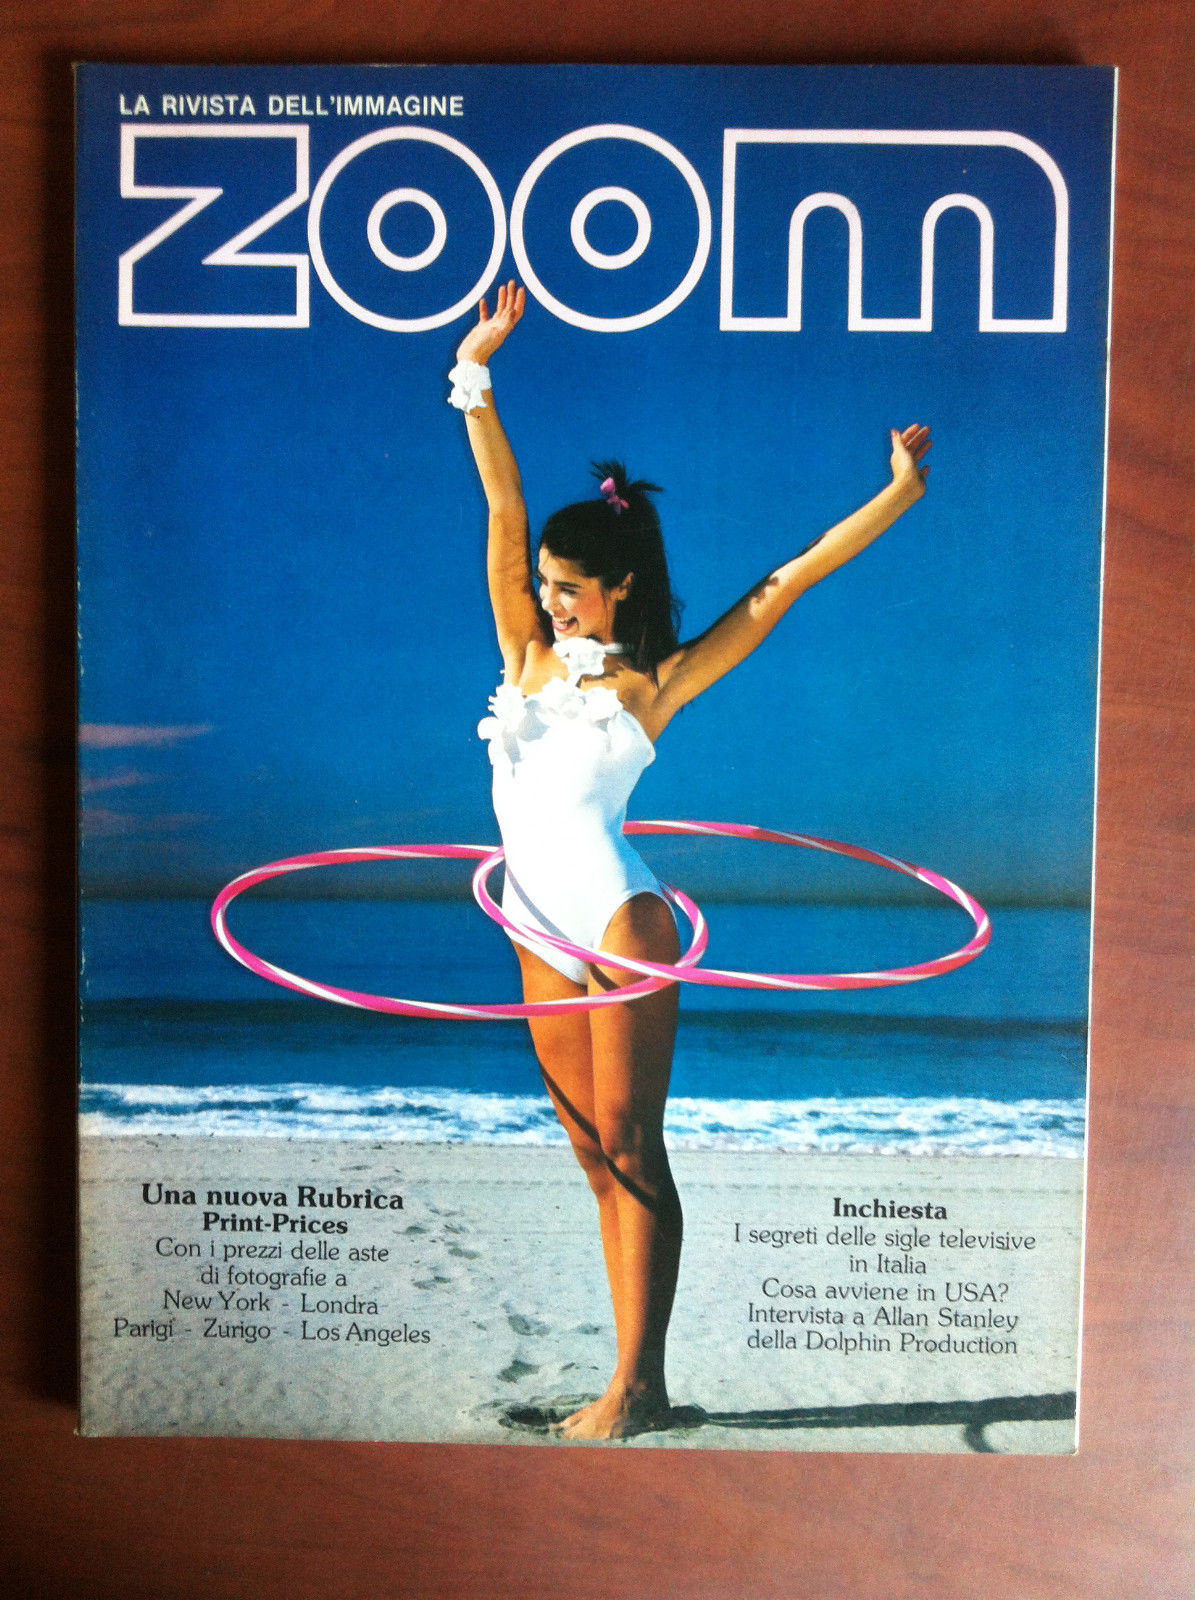 LA RIVISTA DELL'IMMAGINE
ZOOM
Una nuova Rubrica
Print-Prices
Con i prezzi delle aste
di fotografie a
New York - Londra
Parigi - Zurigo - Los Angeles
Inchiesta
I segreti delle sigle televisive
in Italia
Cosa avviene in USA?
Intervista a Allan Stanley
della Dolphin Production